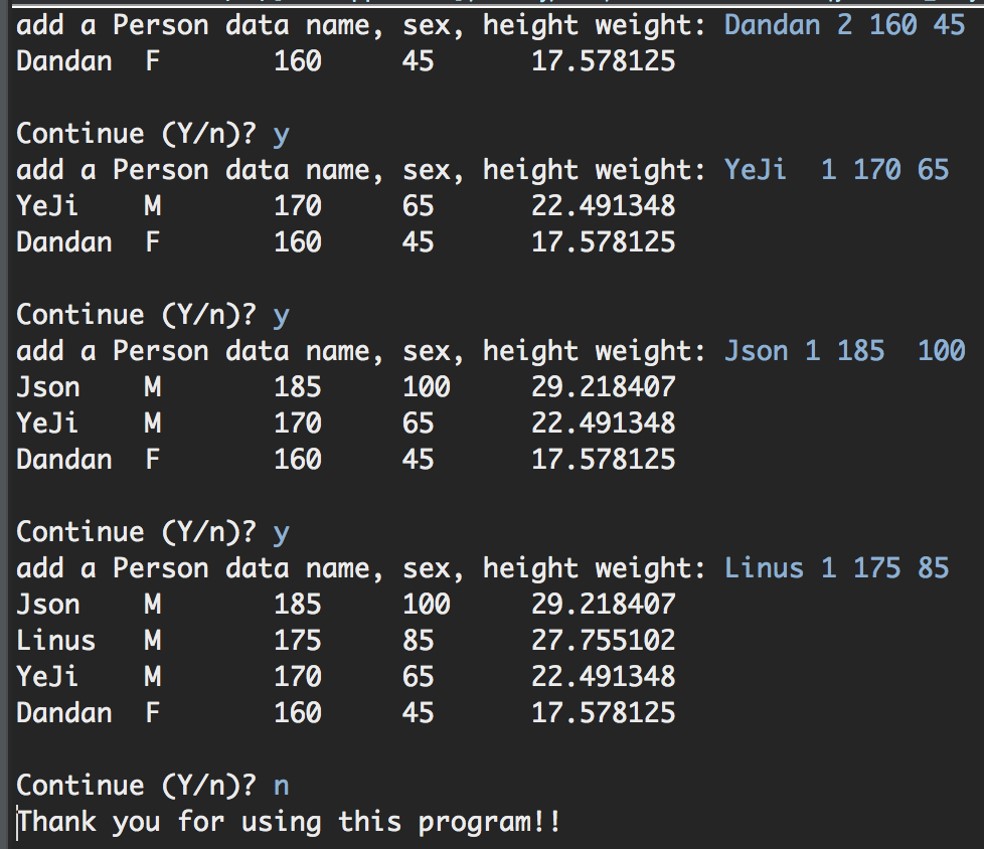 add a Person data name, sex, height weight: Dandan 2 160 45
Dandan F 160 45 17.578125
Continue (Y/n)? y
add a Person data name, sex, height weight: YeJi 1 170 65
YeJi M 170 65 22.491348
Dandan F 160 45 17.578125
Continue (Y/n)? y
add a Person data name, sex, height weight: Json 1 185 100
Json M 185 100 29.218407
YeJi M 170 65 22.491348
Dandan F 160 45 17.578125
Continue (Y/n)? y
add a Person data name, sex, height weight: Linus 1 175 85
Json M 185 100 29.218407
Linus M 175 85 27.755102
YeJi M 170 65 22.491348
Dandan F 160 45 17.578125
Continue (Y/n)? n
Thank you for using this program!!